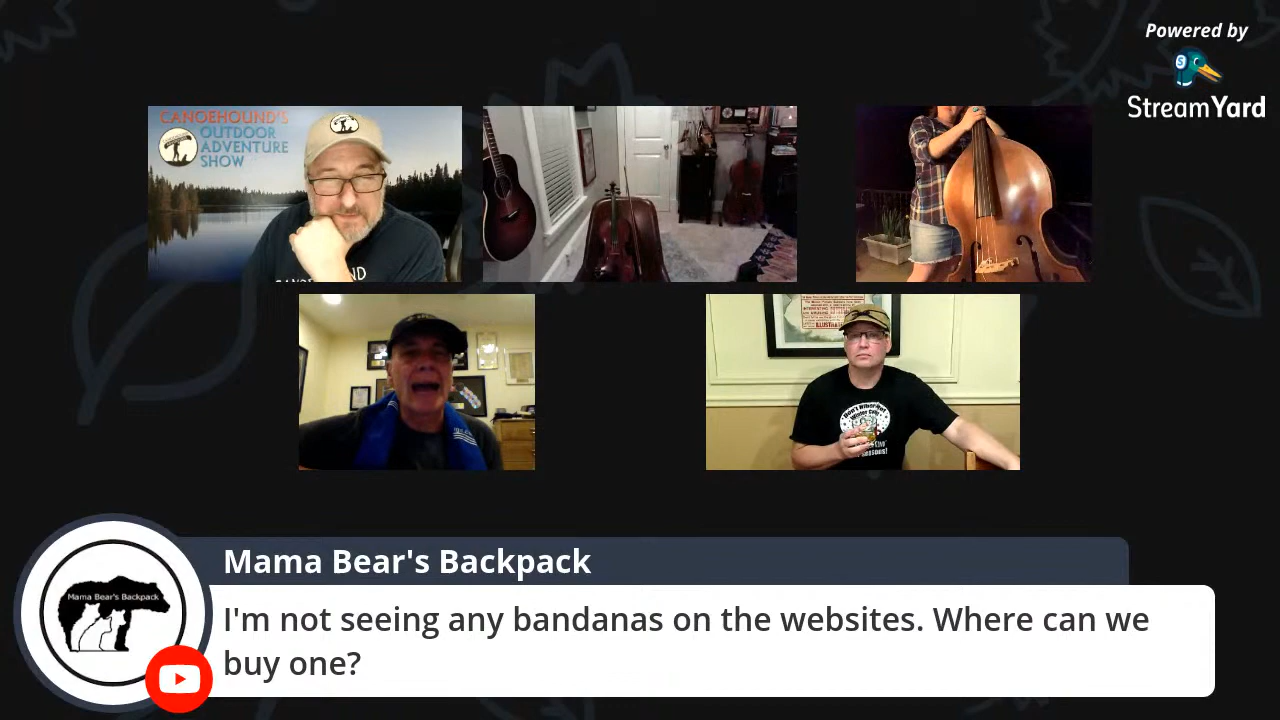 Powered by
StreamYard
CANOEHOUND'S
OUTDOOR
ADVENTURE
SHOW
ILLUSTRAT
Mama Bear's Backpack
Mama Bear's Backpack
I'm not seeing any bandanas on the websites. Where can we
buy one?